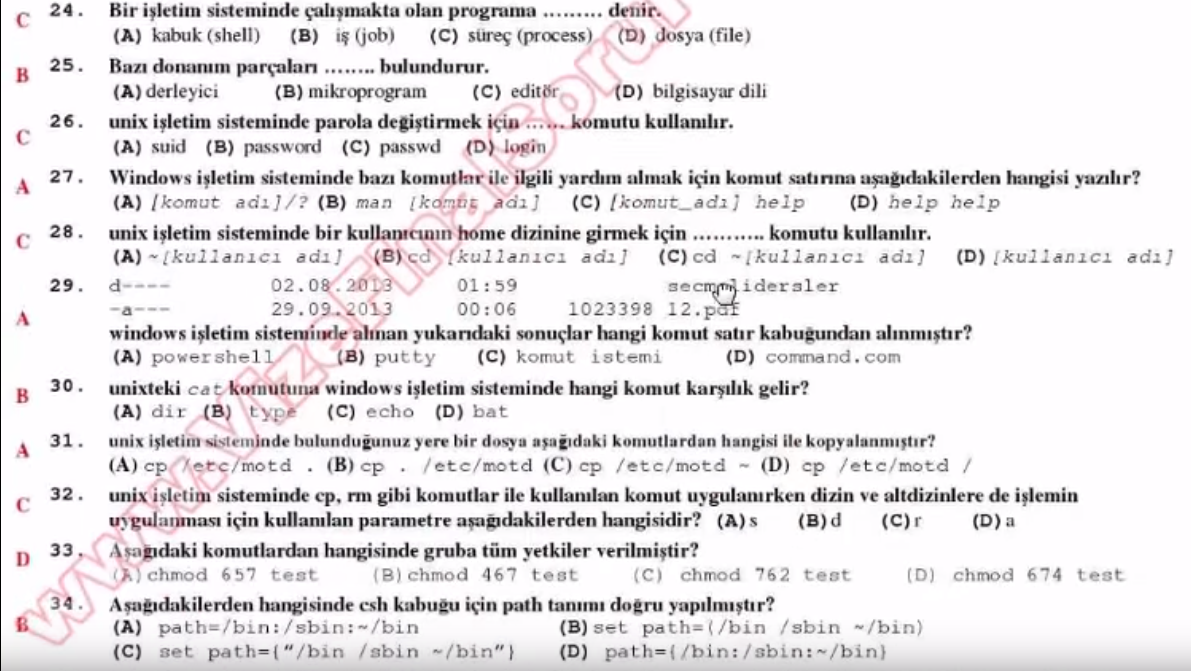 C 24. Bir işletim sisteminde çalışmakta olan programa ......... denir.
(A) kabuk (shell) (B) iş (job) (C) süreç (process) (D) dosya (file)
B 25. Bazı donanım parçaları ........ bulundurur.
(A) derleyici (B) mikroprogram (C) editör (D) bilgisayar dili
C 26. unix işletim sisteminde parola değiştirmek için ...... komutu kullanılır.
(A) suid (B) password (C) passwd (D) login
A 27. Windows işletim sisteminde bazı komutlar ile ilgili yardım almak için komut satırına aşağıdakilerden hangisi yazılır?
(A) [komut adı]/? (B) man [komut adı] (C) [komut_adı] help (D) help help
C 28. unix işletim sisteminde bir kullanıcının home dizinine girmek için ........... komutu kullanılır.
(A) ~[kullanıcı adı] (B) cd [kullanıcı adı] (C) cd ~[kullanıcı adı] (D) [kullanıcı adı]
29. d---- 02.08.2013 01:59 secmelidersler
A -a--- 29.09.2013 00:06 1023398 12.pdf
windows işletim sisteminde alınan yukarıdaki sonuçlar hangi komut satır kabuğundan alınmıştır?
(A) powershell (B) putty (C) komut istemi (D) command.com
B 30. unixteki cat komutuna windows işletim sisteminde hangi komut karşılık gelir?
(A) dir (B) type (C) echo (D) bat
A 31. unix işletim sisteminde bulunduğunuz yere bir dosya aşağıdaki komutlardan hangisi ile kopyalanmıştır?
(A) cp /etc/motd . (B) cp . /etc/motd (C) cp /etc/motd ~ (D) cp /etc/motd /
C 32. unix işletim sisteminde cp, rm gibi komutlar ile kullanılan komut uygulanırken dizin ve altdizinlere de işlemin
uygulanması için kullanılan parametre aşağıdakilerden hangisidir? (A) s (B) d (C) r (D) a
D 33. Aşağıdaki komutlardan hangisinde gruba tüm yetkiler verilmiştir?
(A) chmod 657 test (B) chmod 467 test (C) chmod 762 test (D) chmod 674 test
B 34. Aşağıdakilerden hangisinde csh kabuğu için path tanımı doğru yapılmıştır?
(A) path=/bin:/sbin:~/bin (B) set path=(/bin /sbin ~/bin)
(C) set path={"/bin /sbin ~/bin"} (D) path={/bin:/sbin:~/bin}
www.VizeFinalSoru